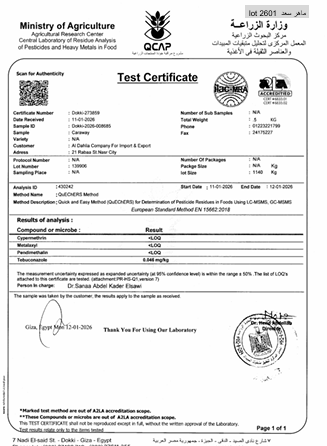 lot 2601 ماهر سعد
Ministry of Agriculture
Agricultural Research Center
Central Laboratory of Residue Analysis
of Pesticides and Heavy Metals in Food
QCAP
وزارة الزراعة
مركز البحوث الزراعية
المعمل المركزي لتحليل متبقيات المبيدات
والعناصر الثقيلة في الأغذية
Scan for Authenticity
Test Certificate
ilac-MRA
ACCREDITED
Certificate Number : Dokki-273859
Date Received : 11-01-2026
Sample ID : Dokki-2026-008685
Sample : Caraway
Variety : N/A
Customer : Al Dahlia Company For Import & Export
Adress : 21 Rabas St.Nasr City
Number of Sub Samples : N/A
Total Weight : .5 KG
Phone : 01223221799
Fax : 24175227
Protocol Number : N/A
Lot Number : 139906
Sampling Place : N/A
Number of Packages : N/A
Packge Size : N/A Kg
lot Size : 1140 Kg
Analysis ID : 430242
Start Date : 11-01-2026 End Date : 12-01-2026
Method Name : QuEChERS Method
Method Description : Quick and Easy Method (QuEChERS) for Determination of Pesticide Residues in Foods Using LC-MSMS, GC-MSMS
European Standard Method EN 15662:2018
Results of analysis :
Compound or microbe : Result
Cypermethrin <LOQ
Metalaxyl <LOQ
Pendimethalin <LOQ
Tebuconazole 0.046 mg/kg
The measurement uncertainty expressed as expanded uncertainty (at 95% confidence level) is within the range ± 50% .The list of LOQ's
attached to this certificate are tested. (attachment:PR-HS-Q1,version 7)
Person in charge: Dr.Sanaa Abdel Kader Elsawi
The sample was taken by the customer, the results apply to the sample as received.
Giza, Egypt Mon 12-01-2026
Thank You For Using Our Laboratory
Director
*Marked test method are out of A2LA accreditation scope.
**These Compounds or microbe are out of A2LA accreditation scope.
This TEST Certificate shall not be reproduced except in full, without the written approval of the Laboratory.
Test results relate only to the items tested
Page 1 of 1
7 Nadi El-said St. - Dokki - Giza - Egypt
٧ شارع نادي الصيد - الدقي - الجيزة - جمهورية مصر العربية